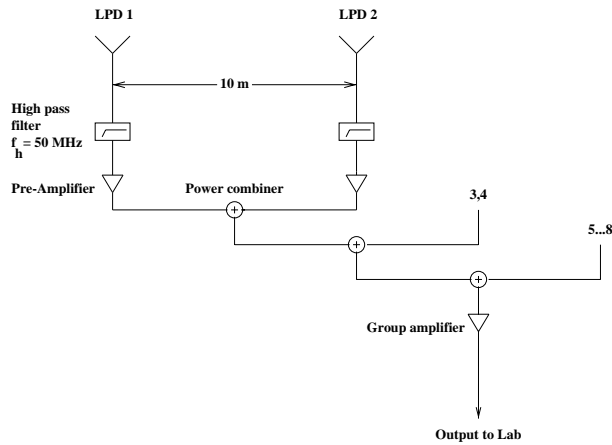 LPD 1
LPD 2
10 m
High pass
filter
f = 50 MHz
h
Pre-Amplifier
Power combiner
3,4
5...8
Group amplifier
Output to Lab